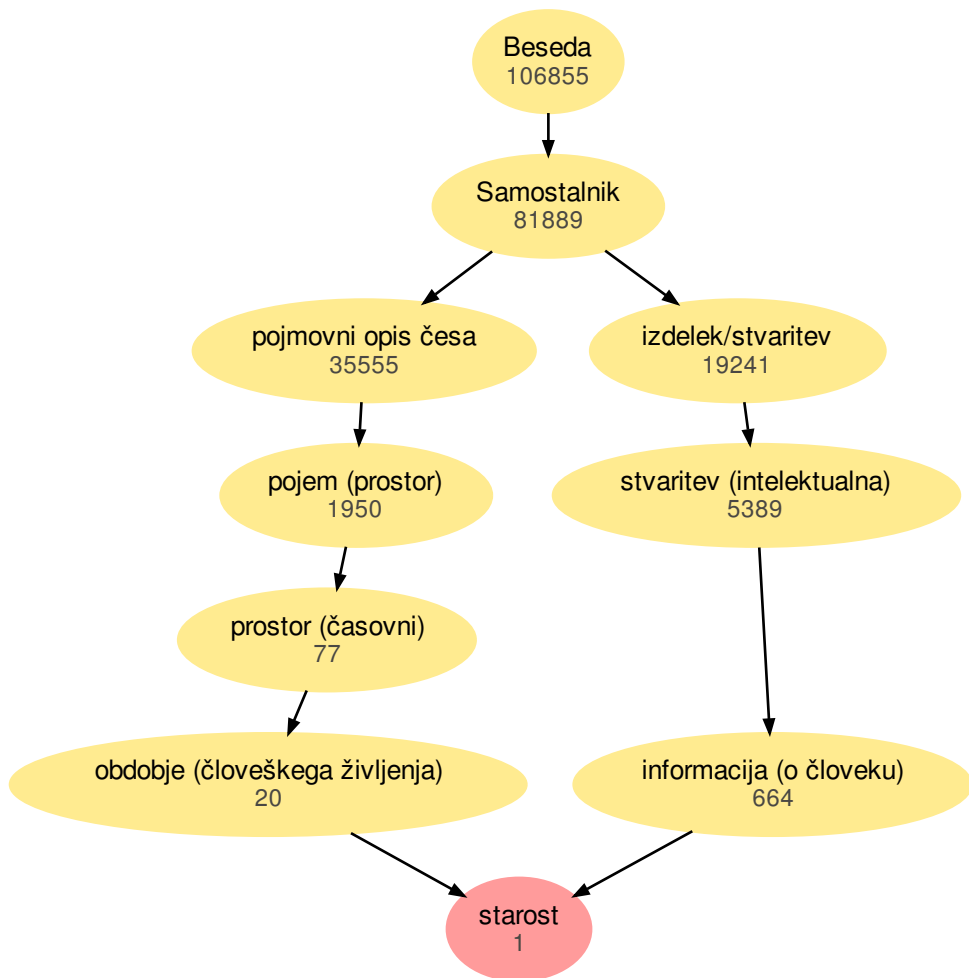 Beseda
106855
Samostalnik
81889
pojmovni opis česa
35555
izdelek/stvaritev
19241
pojem (prostor)
1950
stvaritev (intelektualna)
5389
prostor (časovni)
77
obdobje (človeškega življenja)
20
informacija (o človeku)
664
starost
1